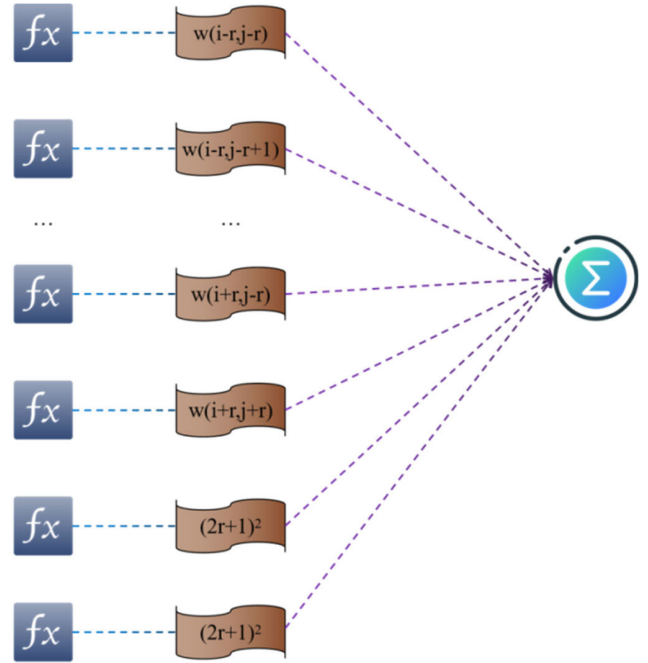 fx w(i-r,j-r)
fx w(i-r,j-r+1)
... ...
fx w(i+r,j-r)
Σ
fx w(i+r,j+r)
fx (2r+1)²
fx (2r+1)²